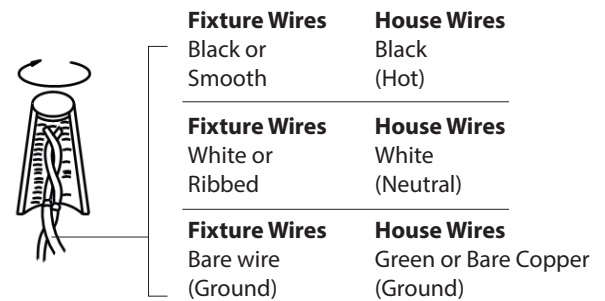 Fixture Wires House Wires
Black or Black
Smooth (Hot)
Fixture Wires House Wires
White or White
Ribbed (Neutral)
Fixture Wires House Wires
Bare wire Green or Bare Copper
(Ground) (Ground)